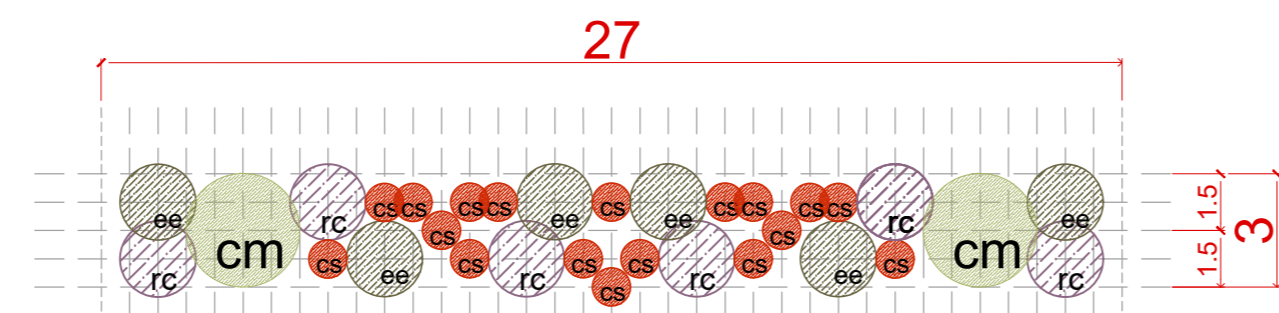 27
ee rc cs cs cs cs ee cs ee cs cs cs cs rc ee
cm cs cs cm 1.5
rc cs ee cs rc cs cs rc cs ee cs rc 1.5 3
cs